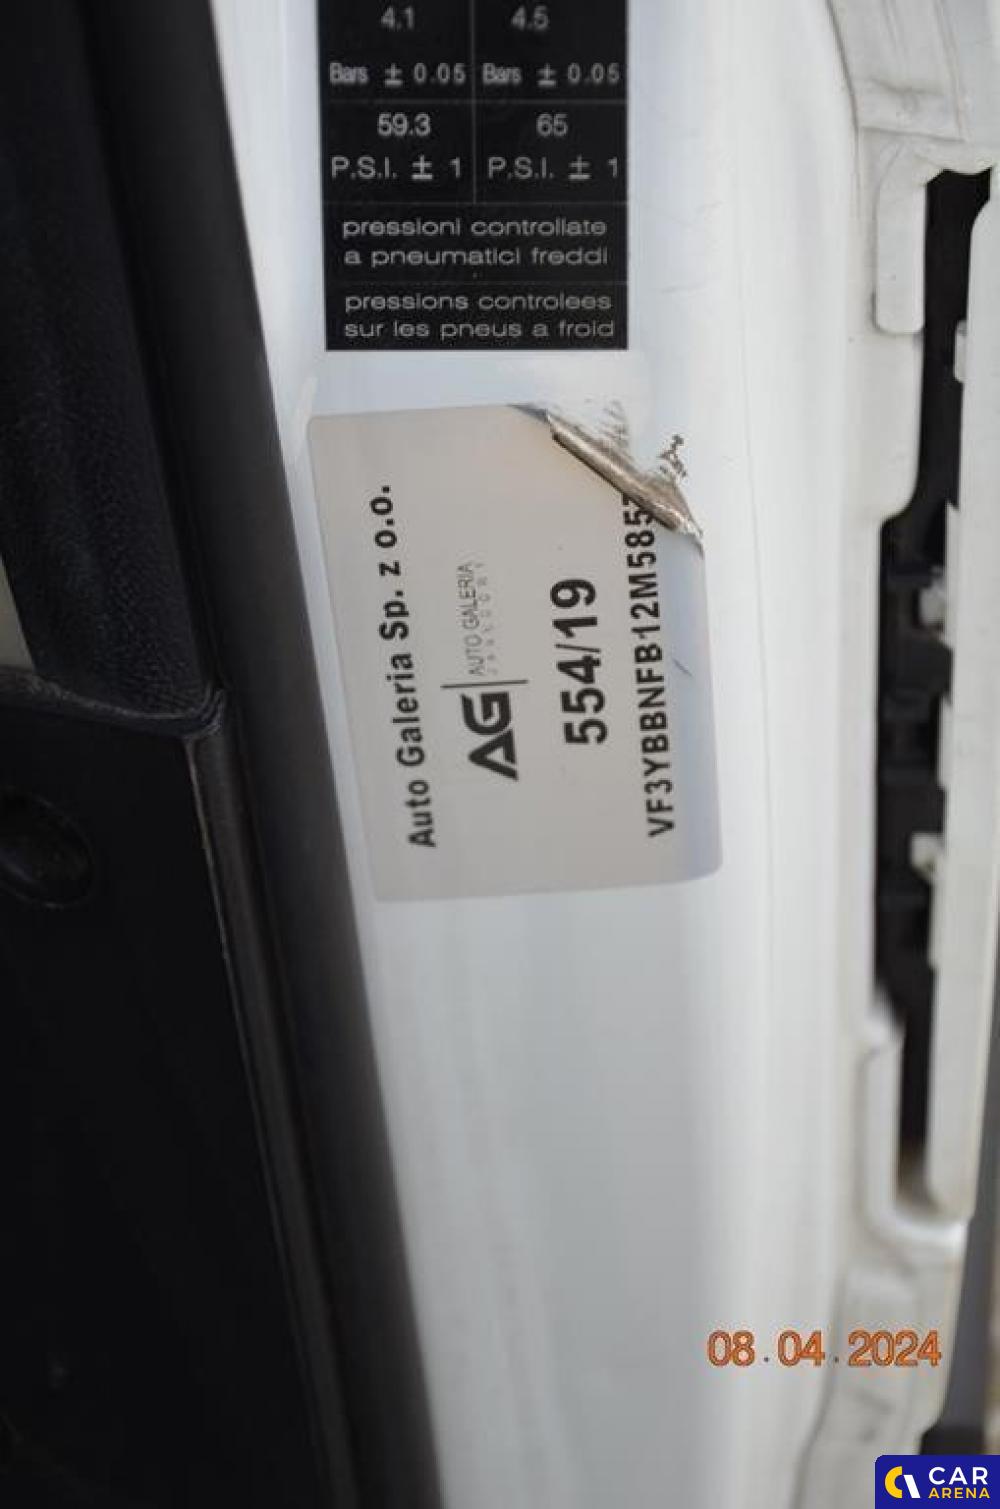 4.1 4.5
Bars ± 0.05 Bars ± 0.05
59.3 65
P.S.I. ± 1 P.S.I. ± 1
pressioni controllate
a pneumatici freddi
pressions controlees
sur les pneus a froid
Auto Galeria Sp. z o.o.
AG AUTO GALERIA
554/19
08.04.2024
CAR
ARENA